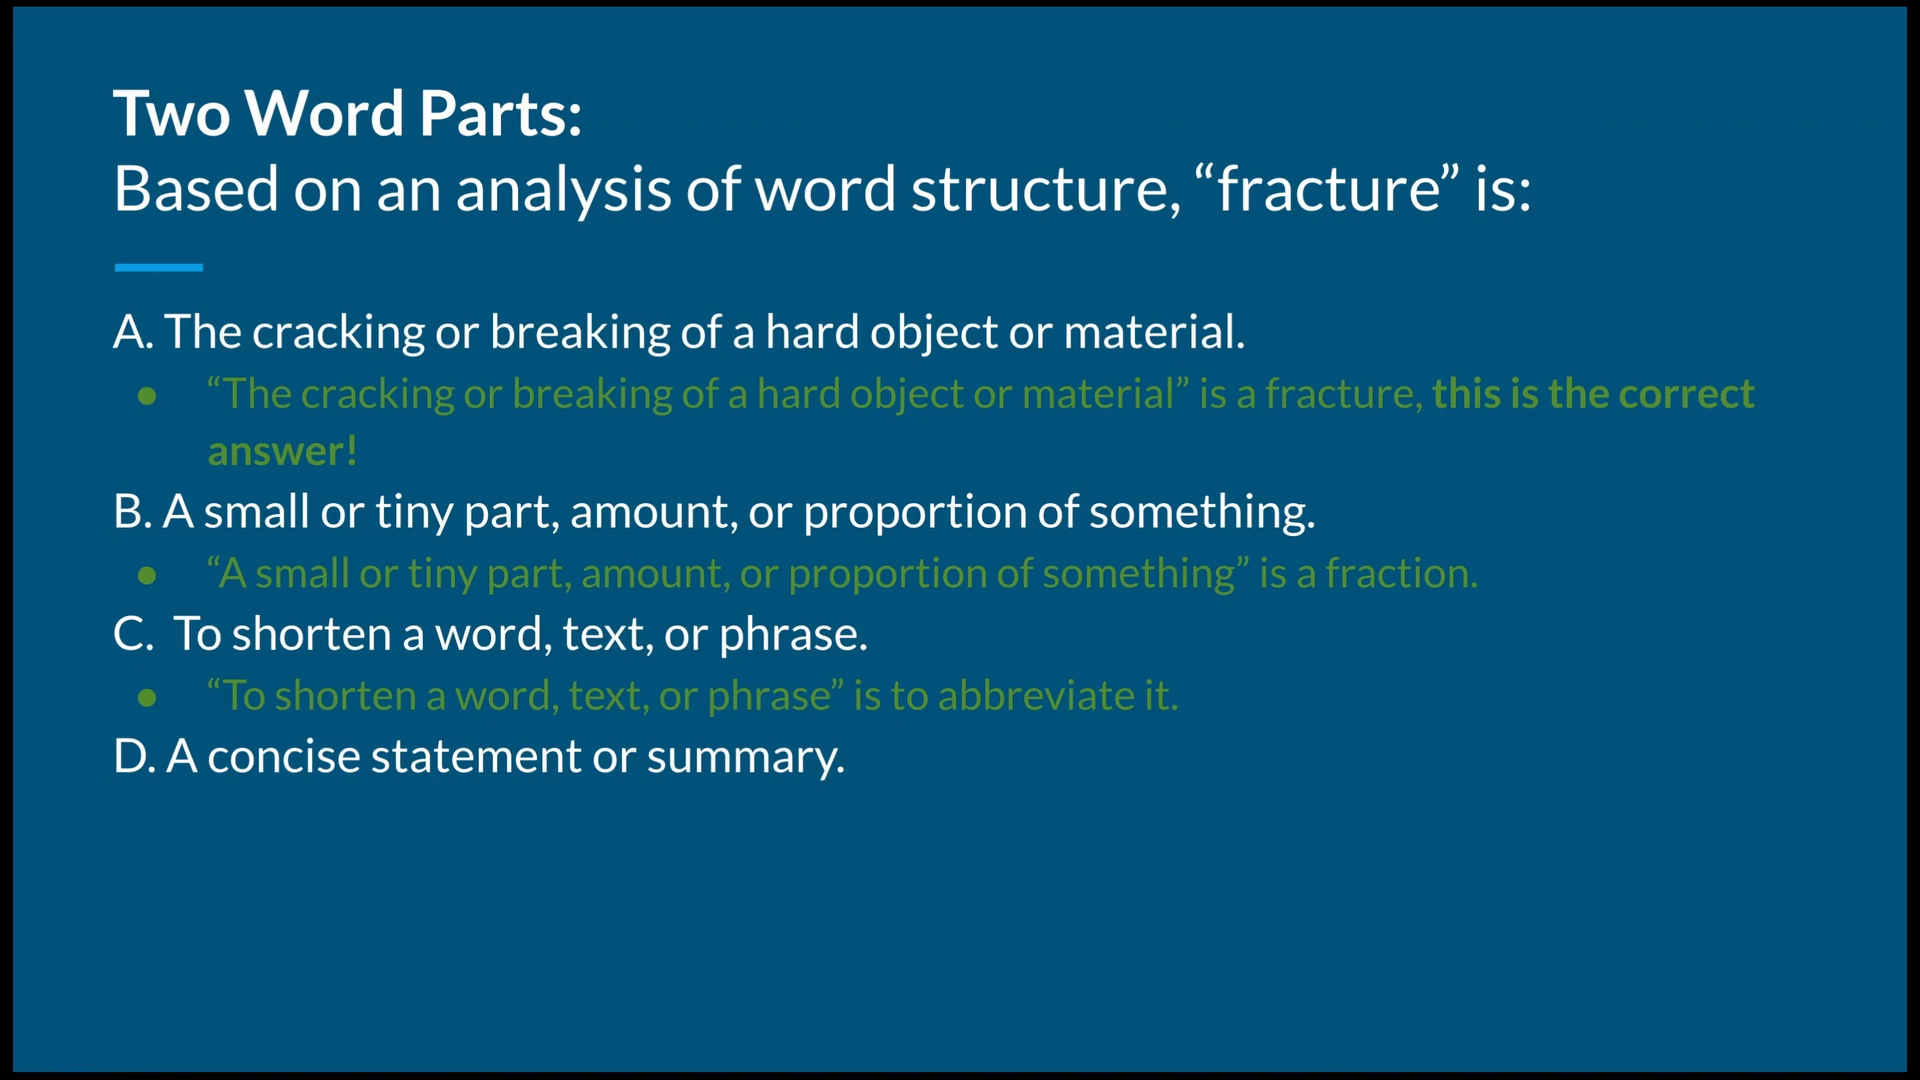 Two Word Parts:
Based on an analysis of word structure, “fracture” is:
A. The cracking or breaking of a hard object or material.
● “The cracking or breaking of a hard object or material” is a fracture, this is the correct
answer!
B. A small or tiny part, amount, or proportion of something.
● “A small or tiny part, amount, or proportion of something” is a fraction.
C.  To shorten a word, text, or phrase.
● “To shorten a word, text, or phrase” is to abbreviate it.
D. A concise statement or summary.